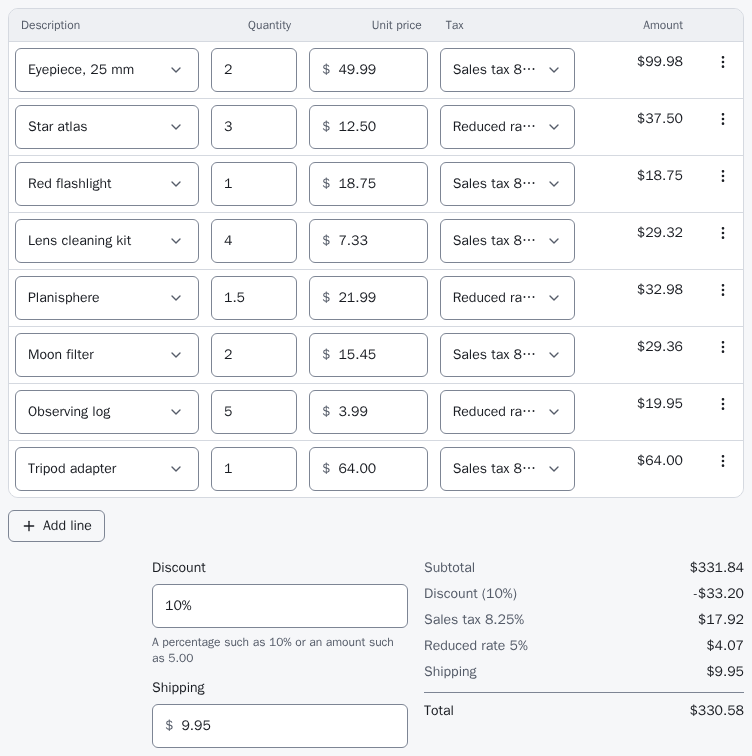 Description Quantity Unit price Tax Amount
Eyepiece, 25 mm 2 $ 49.99 Sales tax 8··· $99.98
Star atlas 3 $ 12.50 Reduced ra··· $37.50
Red flashlight 1 $ 18.75 Sales tax 8··· $18.75
Lens cleaning kit 4 $ 7.33 Sales tax 8··· $29.32
Planisphere 1.5 $ 21.99 Reduced ra··· $32.98
Moon filter 2 $ 15.45 Sales tax 8··· $29.36
Observing log 5 $ 3.99 Reduced ra··· $19.95
Tripod adapter 1 $ 64.00 Sales tax 8··· $64.00
Add line
Discount
10%
A percentage such as 10% or an amount such
as 5.00
Shipping
$ 9.95
Subtotal $331.84
Discount (10%) -$33.20
Sales tax 8.25% $17.92
Reduced rate 5% $4.07
Shipping $9.95
Total $330.58